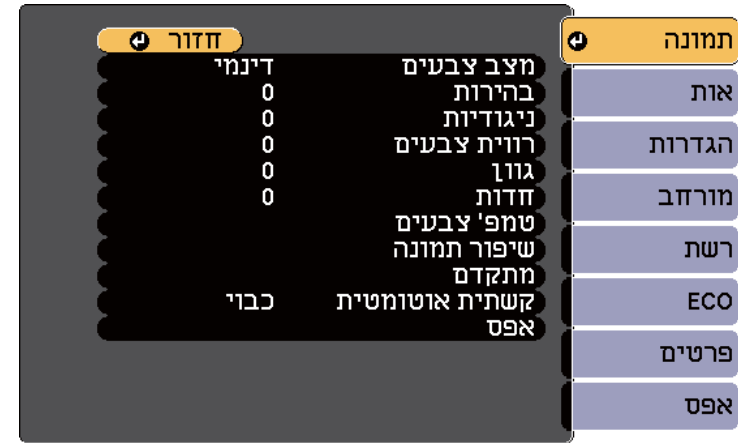 תמונה
אות
הגדרות
מורחב
רשת
ECO
פרטים
אפס
חזור
מצב צבעים דינמי
בהירות 0
ניגודיות 0
רווית צבעים 0
גוון 0
חדות 0
טמפ' צבעים
שיפור תמונה
מתקדם
קשתית אוטומטית כבוי
אפס